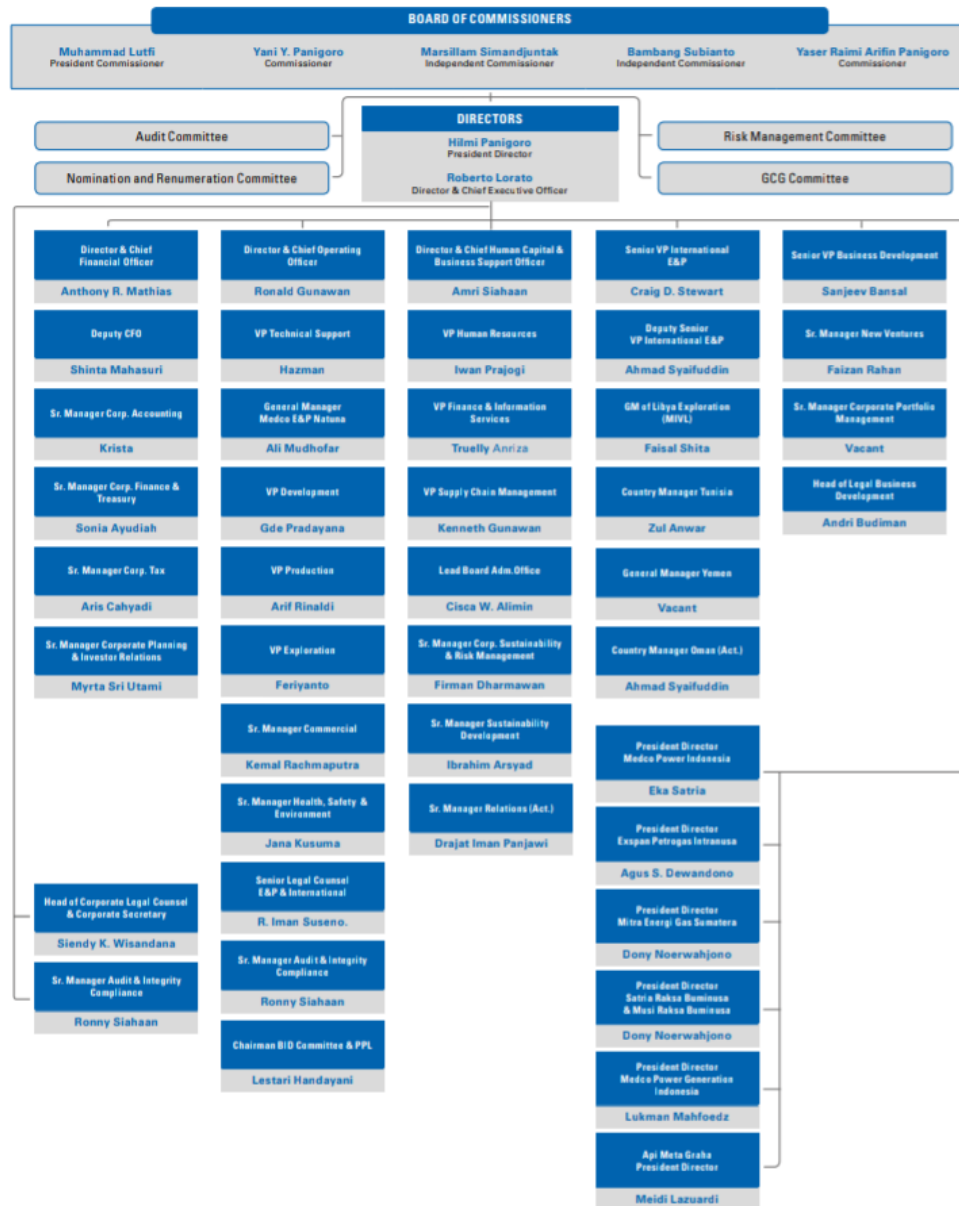 BOARD OF COMMISSIONERS
Muhammad Lutfi
President Commissioner
Yani Y. Panigoro
Commissioner
Marsillam Simandjuntak
Independent Commissioner
Bambang Subianto
Independent Commissioner
Yaser Raimi Arifin Panigoro
Commissioner
DIRECTORS
Hilmi Panigoro
President Director
Roberto Lorato
Director & Chief Executive Officer
Audit Committee
Nomination and Renumeration Committee
Risk Management Committee
GCG Committee
Director & Chief
Financial Officer
Anthony R. Mathias
Deputy CFO
Shinta Mahasuri
Sr. Manager Corp. Accounting
Krista
Sr. Manager Corp. Finance &
Treasury
Sonia Ayudiah
Sr. Manager Corp. Tax
Aris Cahyadi
Sr. Manager Corporate Planning
& Investor Relations
Myrta Sri Utami
Head of Corporate Legal Counsel
& Corporate Secretary
Siendy K. Wisandana
Sr. Manager Audit & Integrity
Compliance
Ronny Siahaan
Director & Chief Operating
Officer
Ronald Gunawan
VP Technical Support
Hazman
General Manager
Medco E&P Natuna
Ali Mudhofar
VP Development
Gde Pradayana
VP Production
Arif Rinaldi
VP Exploration
Feriyanto
Sr. Manager Commercial
Kemal Rachmaputra
Sr. Manager Health, Safety &
Environment
Jana Kusuma
Senior Legal Counsel
E&P & International
R. Iman Suseno.
Sr. Manager Audit & Integrity
Compliance
Ronny Siahaan
Chairman BID Committee & PPL
Lestari Handayani
Director & Chief Human Capital &
Business Support Officer
Amri Siahaan
VP Human Resources
Iwan Prajogi
VP Finance & Information
Services
Truelly Anriza
VP Supply Chain Management
Kenneth Gunawan
Lead Board Adm.Office
Cisca W. Alimin
Sr. Manager Corp. Sustainability
& Risk Management
Firman Dharmawan
Sr. Manager Sustainability
Development
Ibrahim Arsyad
Sr. Manager Relations (Act.)
Drajat Iman Panjawi
Senior VP International
E&P
Craig D. Stewart
Deputy Senior
VP International E&P
Ahmad Syaifuddin
GM of Libya Exploration
(MIVL)
Faisal Shita
Country Manager Tunisia
Zul Anwar
General Manager Yemen
Vacant
Country Manager Oman (Act.)
Ahmad Syaifuddin
President Director
Medco Power Indonesia
Eka Satria
President Director
Exspan Petrogas Intranusa
Agus S. Dewandono
President Director
Mitra Energi Gas Sumatera
Dony Noerwahjono
President Director
Satria Raksa Buminusa
& Musi Raksa Buminusa
Dony Noerwahjono
President Director
Medco Power Generation
Indonesia
Lukman Mahfoedz
Api Meta Graha
President Director
Meidi Lazuardi
Senior VP Business Development
Sanjeev Bansal
Sr. Manager New Ventures
Faizan Rahan
Sr. Manager Corporate Portfolio
Management
Vacant
Head of Legal Business
Development
Andri Budiman